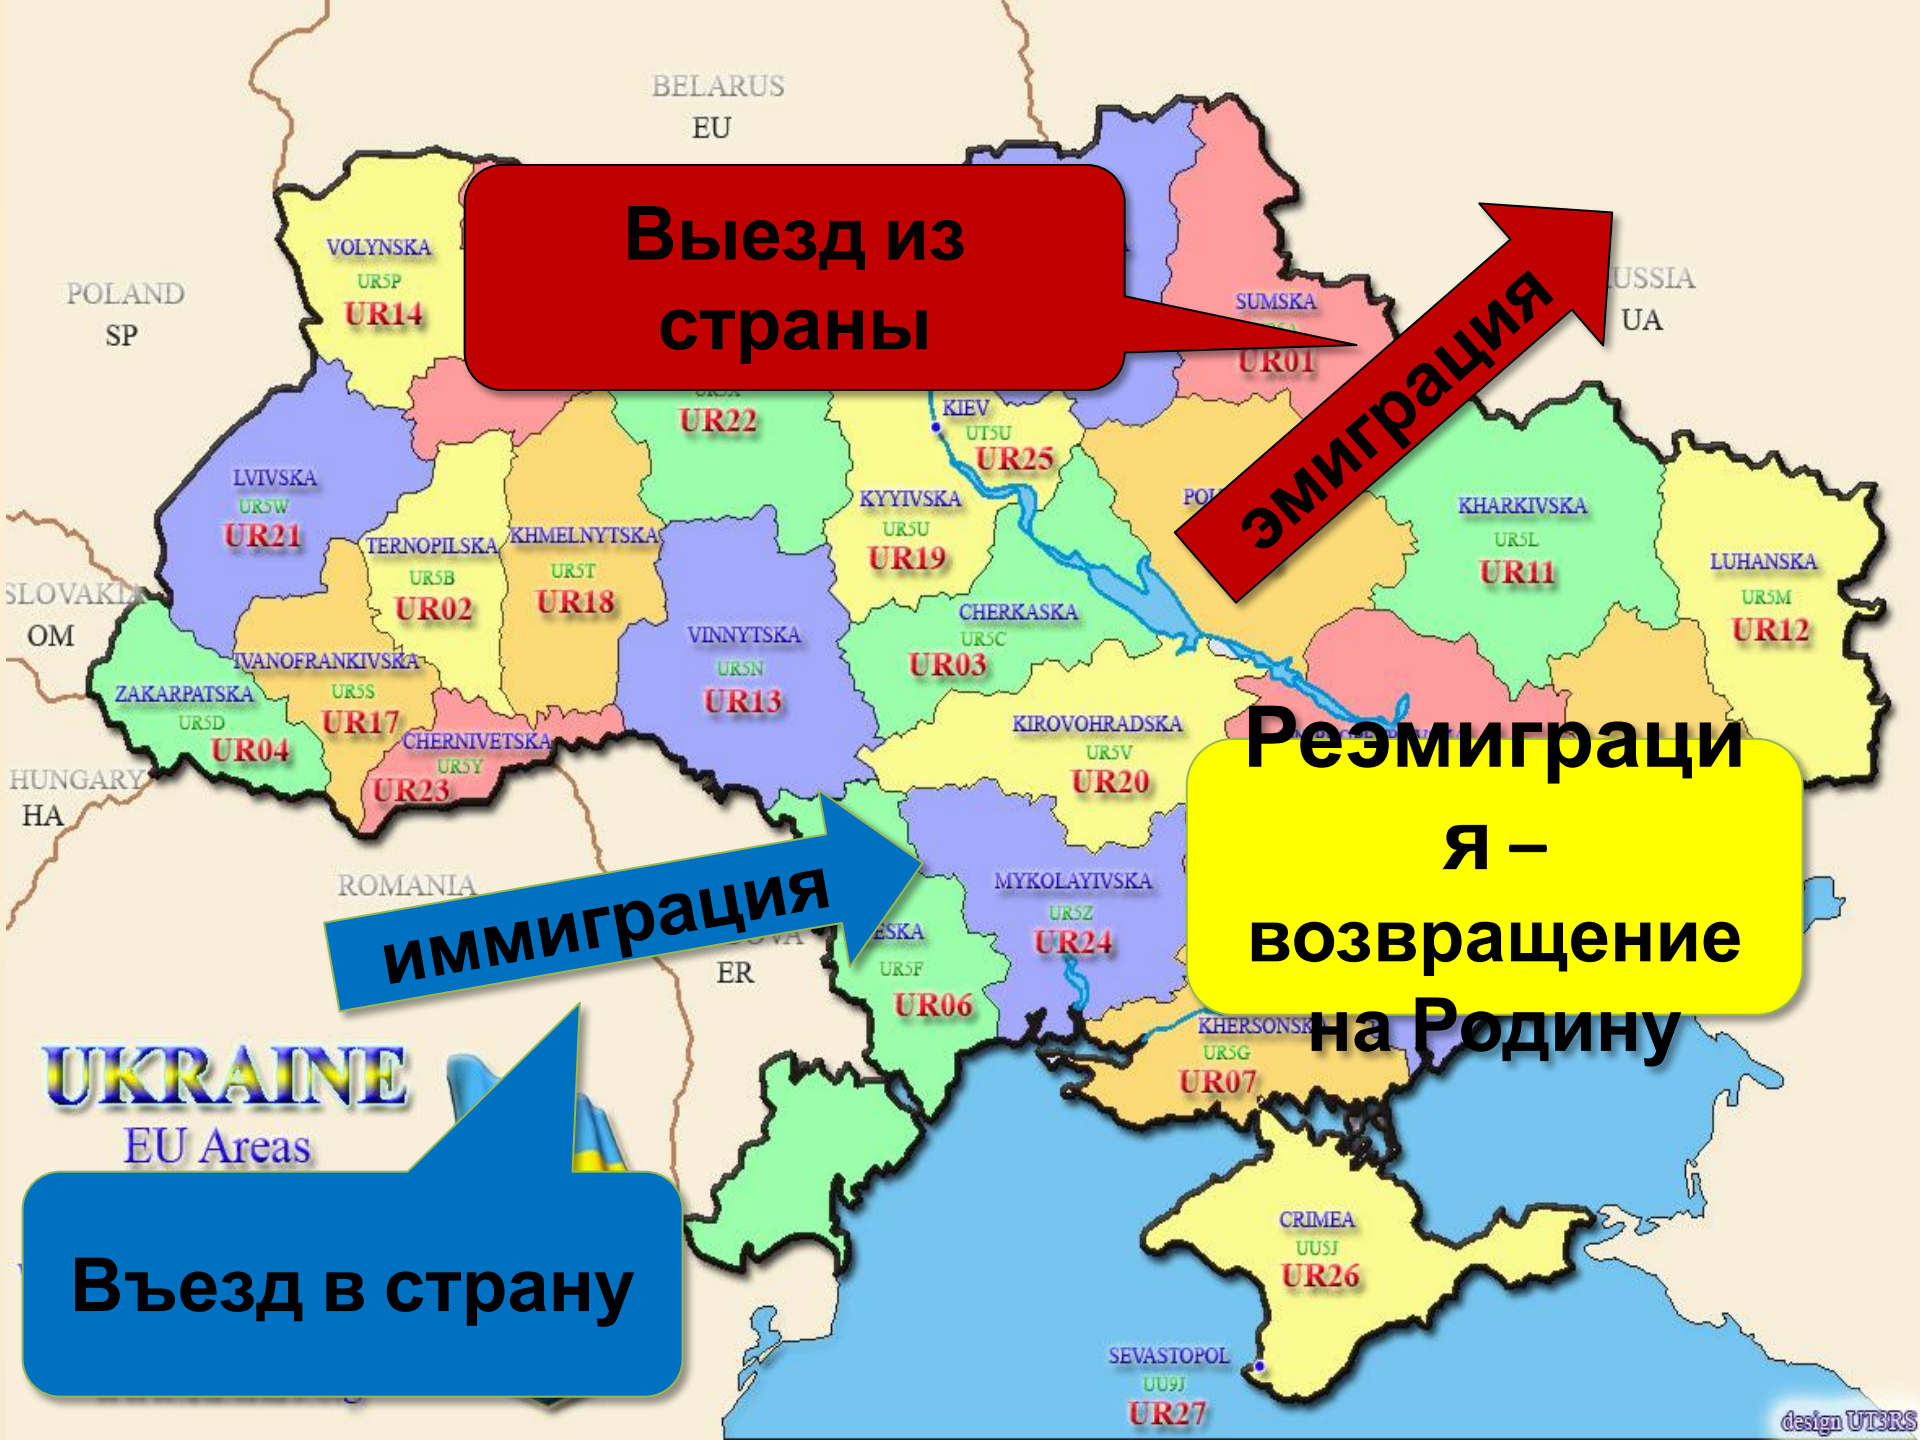 BELARUS
EU
Выезд из
страны
эмиграция
VOLYNSKA
UR5P
UR14
POLAND
SP
SUMSKA
UR01
UA
UR22
KIEV
UT5U
UR25
LVIVSKA
UR5W
UR21
KYYIVSKA
UR5U
UR19
KHARKIVSKA
UR5L
UR11
TERNOPILSKA
UR5B
UR02
KHMELNYTSKA
UR5T
UR18
LUHANSKA
UR5M
UR12
SLOVAKIA
OM
CHERKASKA
UR5C
UR03
VINNYTSKA
UR5N
UR13
IVANOFRANKIVSKA
UR5S
UR17
ZAKARPATSKA
UR5D
UR04
CHERNIVETSKA
UR5Y
UR23
KIROVOHRADSKA
UR5V
UR20
Реэмиграци
я –
возвращение
на Родину
HUNGARY
HA
ROMANIA
иммиграция
ER
MYKOLAYIVSKA
UR5Z
UR24
UR5F
UR06
UR5G
UR07
UKRAINE
EU Areas
Въезд в страну
CRIMEA
UU5J
UR26
SEVASTOPOL
UU9J
UR27
design UT3RS